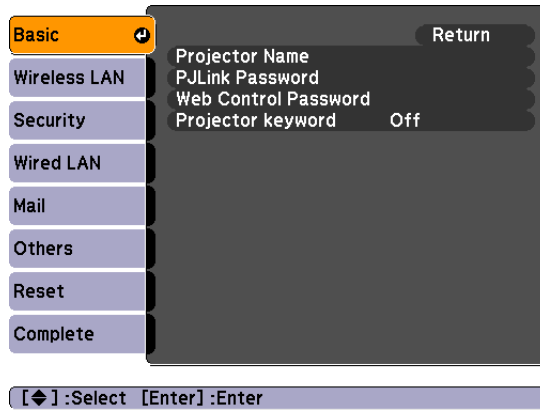 Basic
Return
Projector Name
Wireless LAN
PJLink Password
Web Control Password
Security
Projector keyword Off
Wired LAN
Mail
Others
Reset
Complete
[◆] :Select [Enter] :Enter